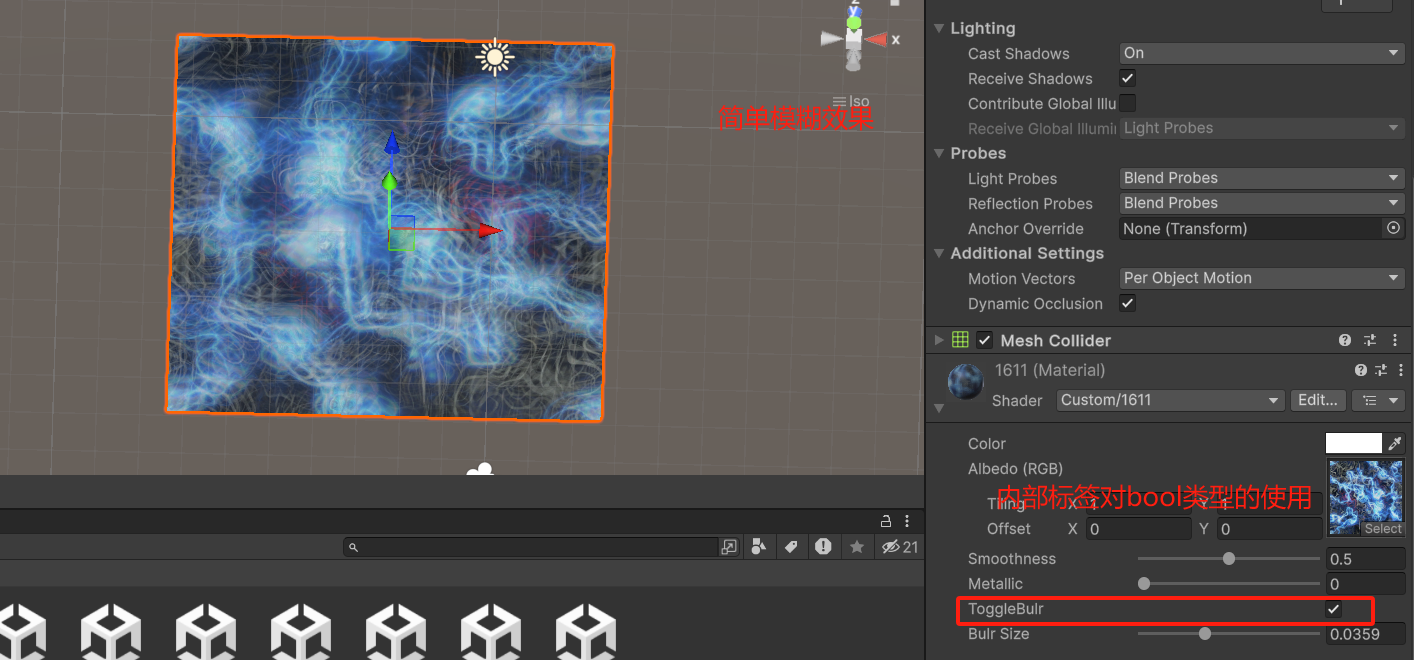 y
x
Iso
简单模糊效果
21
Lighting
Cast Shadows On
Receive Shadows
Contribute Global Illu
Receive Global Illumin Light Probes
Probes
Light Probes Blend Probes
Reflection Probes Blend Probes
Anchor Override None (Transform)
Additional Settings
Motion Vectors Per Object Motion
Dynamic Occlusion
Mesh Collider
1611 (Material)
Shader Custom/1611 Edit...
Color
Albedo (RGB)
内部标签对bool类型的使用
Tiling X 1 Y 1
Offset X 0 Y 0
Select
Smoothness 0.5
Metallic 0
ToggleBulr
Bulr Size 0.0359